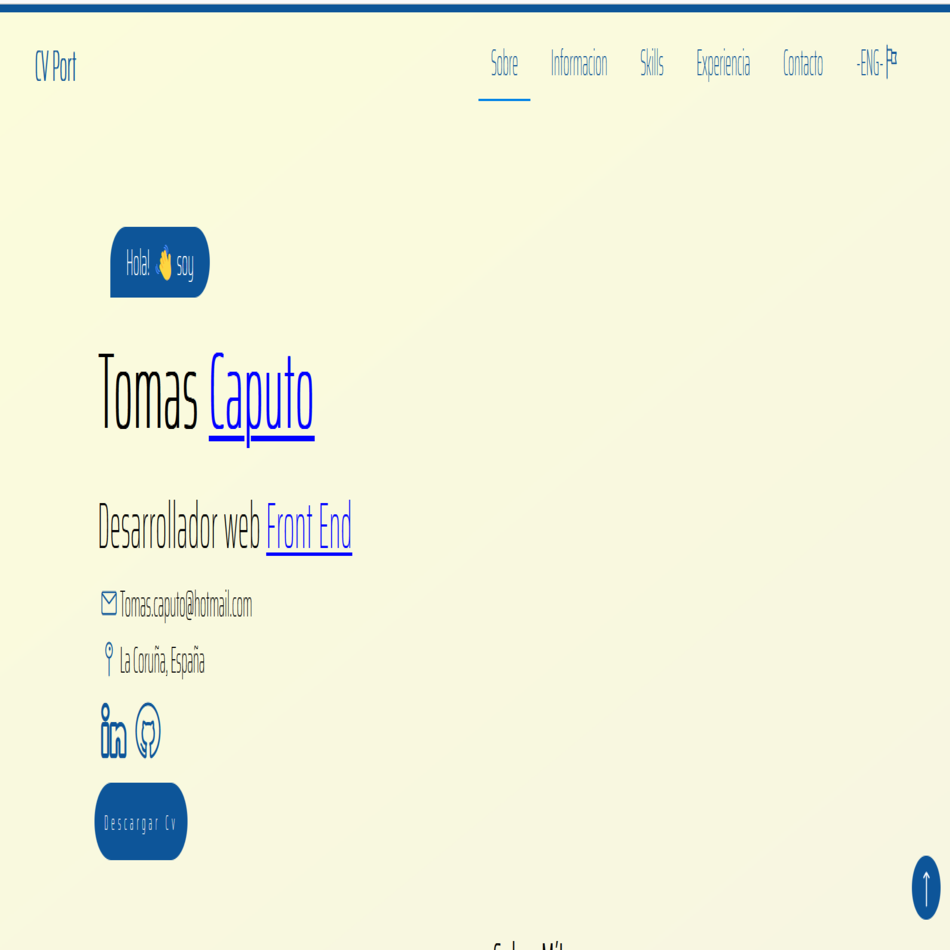 CV Port
Sobre Informacion Skills Experiencia Contacto -ENG-
Hola! 👋 soy
Tomas Caputo
Desarrollador web Front End
Tomas.caputo@hotmail.com
La Coruña, España
in
Descargar Cv